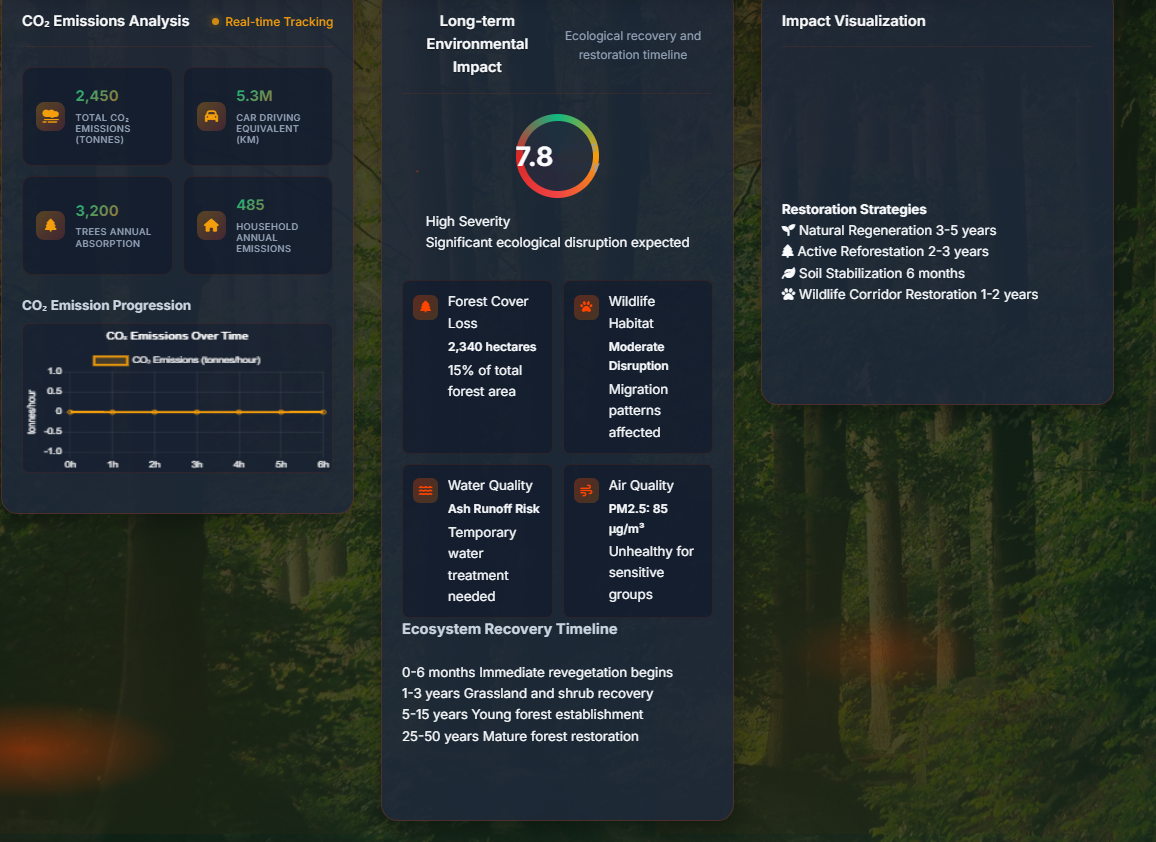 CO₂ Emissions Analysis
Real-time Tracking
2,450
TOTAL CO₂
EMISSIONS
(TONNES)
5.3M
CAR DRIVING
EQUIVALENT
(KM)
3,200
TREES ANNUAL
ABSORPTION
485
HOUSEHOLD
ANNUAL
EMISSIONS
CO₂ Emission Progression
CO₂ Emissions Over Time
CO₂ Emissions (tonnes/hour)
tonnes/hour
1.0
0.5
0
-0.5
-1.0
0h 1h 2h 3h 4h 5h 6h
Long-term
Environmental
Impact
Ecological recovery and
restoration timeline
7.8
High Severity
Significant ecological disruption expected
Forest Cover
Loss
2,340 hectares
15% of total
forest area
Wildlife
Habitat
Moderate
Disruption
Migration
patterns
affected
Water Quality
Ash Runoff Risk
Temporary
water
treatment
needed
Air Quality
PM2.5: 85
µg/m³
Unhealthy for
sensitive
groups
Ecosystem Recovery Timeline
0-6 months Immediate revegetation begins
1-3 years Grassland and shrub recovery
5-15 years Young forest establishment
25-50 years Mature forest restoration
Impact Visualization
Restoration Strategies
Natural Regeneration 3-5 years
Active Reforestation 2-3 years
Soil Stabilization 6 months
Wildlife Corridor Restoration 1-2 years